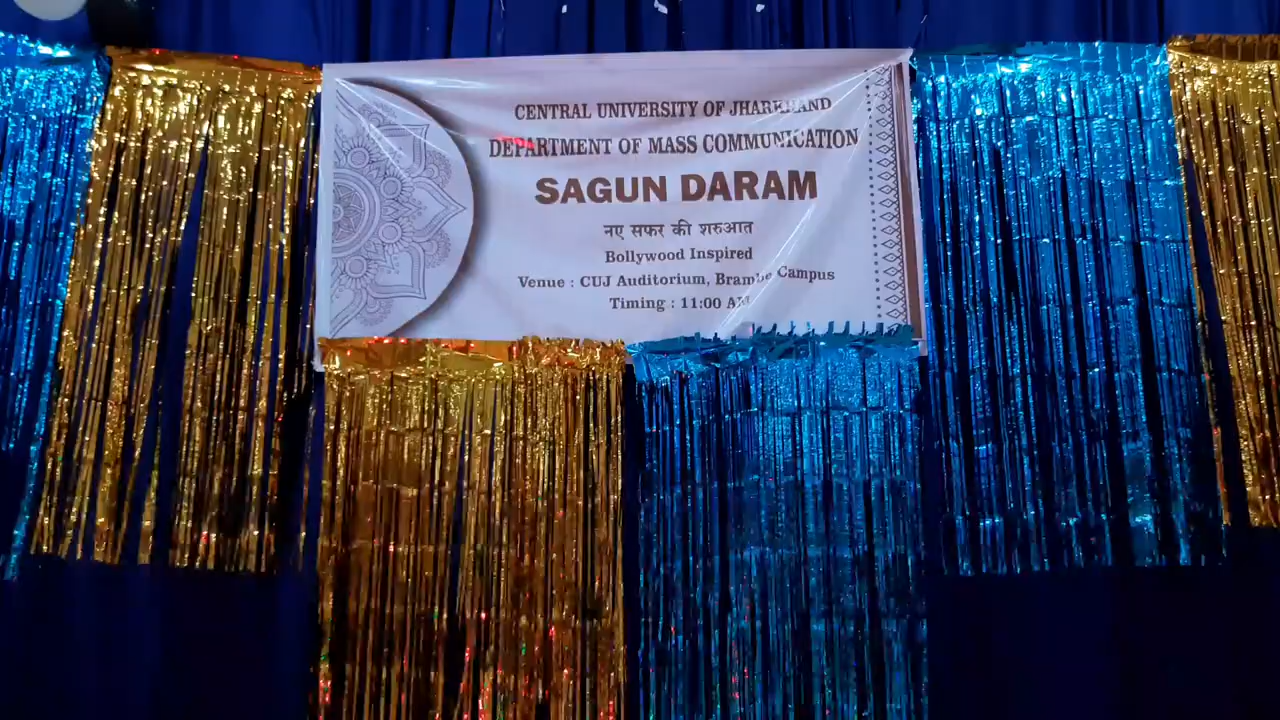 CENTRAL UNIVERSITY OF JHARKHAND
DEPARTMENT OF MASS COMMUNICATION
SAGUN DARAM
नए सफर की शरुआत
Bollywood Inspired
Venue : CUJ Auditorium, Brambe Campus
Timing : 11:00 AM